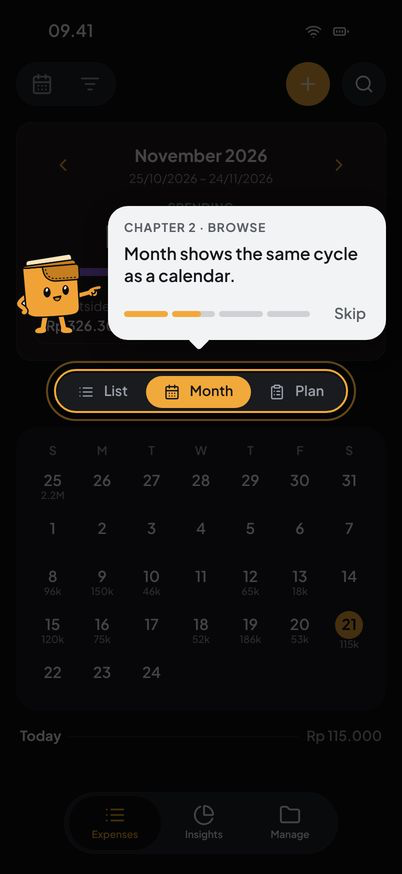 09.41
November 2026
25/10/2026 – 24/11/2026
SPENDING
CHAPTER 2 · BROWSE
Month shows the same cycle
as a calendar.
Skip
List Month Plan
S M T W T F S
25 26 27 28 29 30 31
2.2M
1 2 3 4 5 6 7
8 9 10 11 12 13 14
96k 150k 46k 65k 18k
15 16 17 18 19 20 21
120k 75k 52k 186k 53k 115k
22 23 24
Today Rp 115.000
Expenses Insights Manage